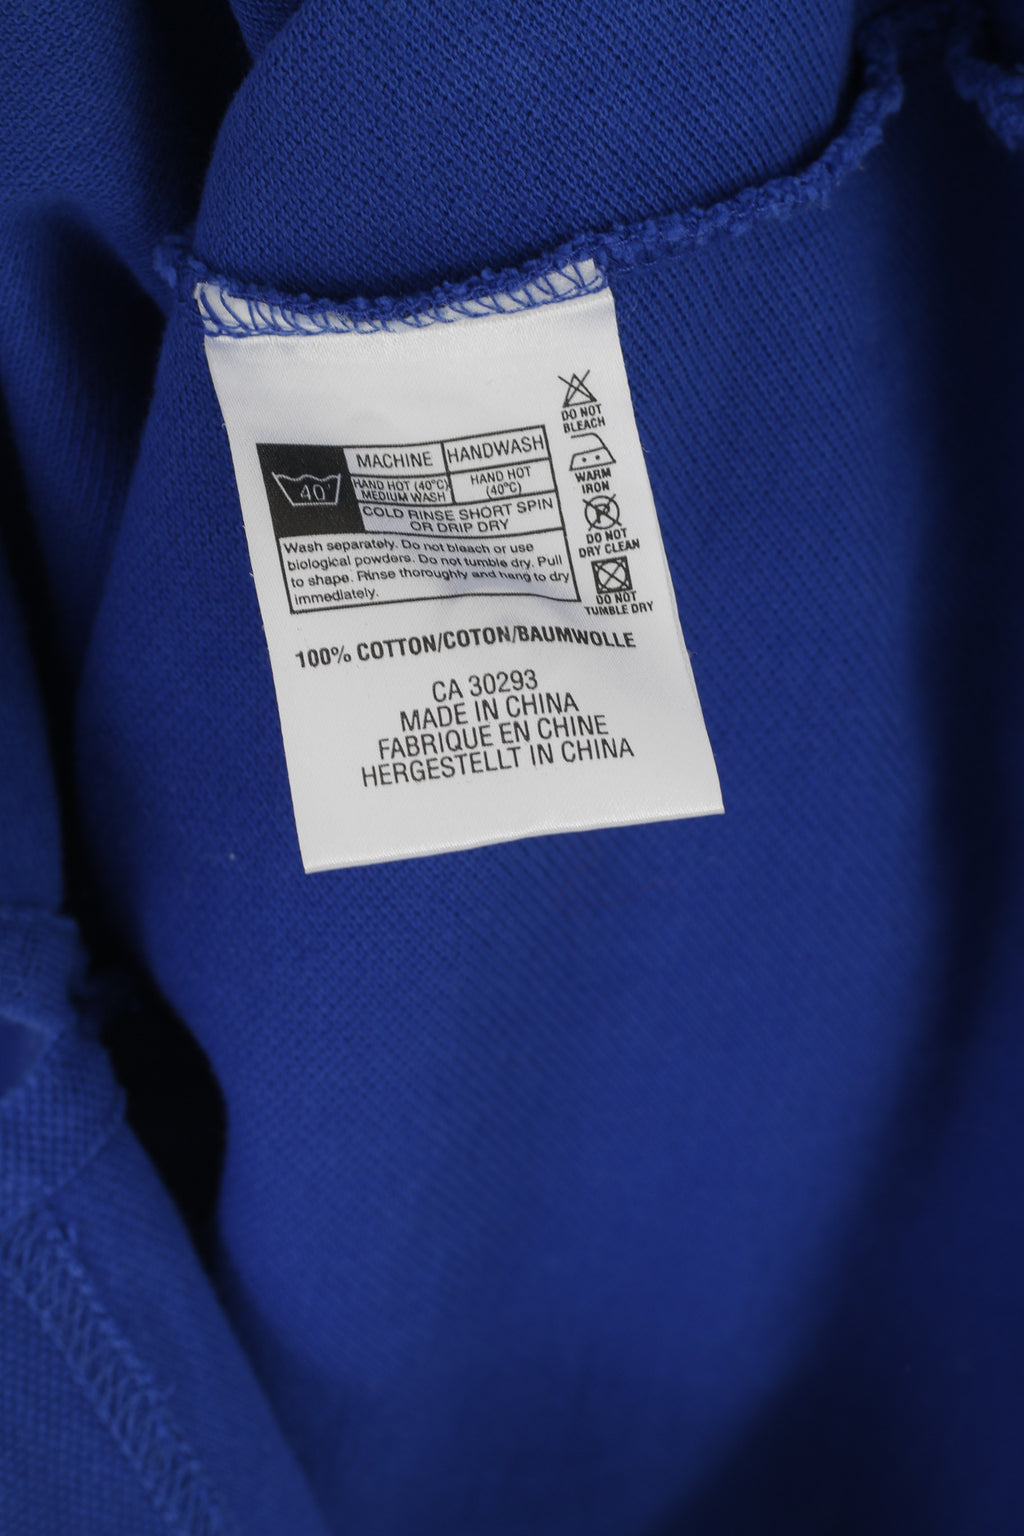 DO NOT
BLEACH
WARM
IRON
P
DO NOT
DRY CLEAN
DO NOT
TUMBLE DRY
40°
MACHINE
HANDWASH
HAND HOT (40°C)
MEDIUM WASH
HAND HOT
(40°C)
COLD RINSE SHORT SPIN
OR DRIP DRY
Wash separately. Do not bleach or use
biological powders. Do not tumble dry. Pull
to shape. Rinse thoroughly and hang to dry
immediately.
100% COTTON/COTON/BAUMWOLLE
CA 30293
MADE IN CHINA
FABRIQUE EN CHINE
HERGESTELLT IN CHINA